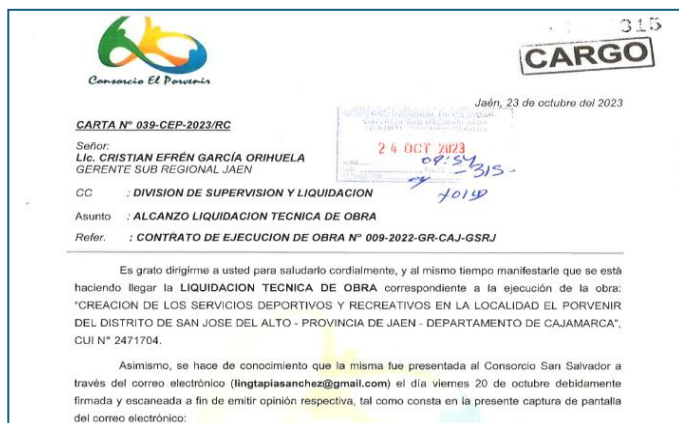 315
CARGO
Consorcio El Porvenir
Jaén, 23 de octubre del 2023
CARTA N° 039-CEP-2023/RC
Señor:
Lic. CRISTIAN EFRÉN GARCÍA ORIHUELA
GERENTE SUB REGIONAL JAEN
24 OCT 2023
09:54
315
CC : DIVISION DE SUPERVISION Y LIQUIDACION
Asunto : ALCANZO LIQUIDACION TECNICA DE OBRA
Refer. : CONTRATO DE EJECUCION DE OBRA N° 009-2022-GR-CAJ-GSRJ
Es grato dirigirme a usted para saludarlo cordialmente, y al mismo tiempo manifestarle que se está
haciendo llegar la LIQUIDACION TECNICA DE OBRA correspondiente a la ejecución de la obra:
"CREACION DE LOS SERVICIOS DEPORTIVOS Y RECREATIVOS EN LA LOCALIDAD EL PORVENIR
DEL DISTRITO DE SAN JOSE DEL ALTO - PROVINCIA DE JAEN - DEPARTAMENTO DE CAJAMARCA",
CUI N° 2471704.
Asimismo, se hace de conocimiento que la misma fue presentada al Consorcio San Salvador a
través del correo electrónico (lingtapiasanchez@gmail.com) el día viernes 20 de octubre debidamente
firmada y escaneada a fin de emitir opinión respectiva, tal como consta en la presente captura de pantalla
del correo electrónico: